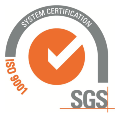 SYSTEM CERTIFICATION
ISO 9001
SGS